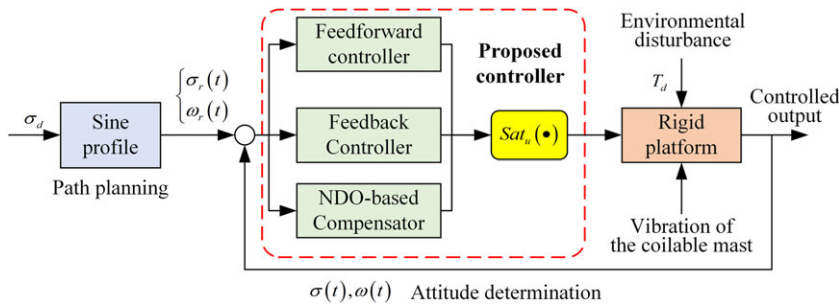 Feedforward
controller
Proposed
controller
Environmental
disturbance
σ_r(t)
ω_r(t)
T_d
Controlled
output
σ_d
Sine
profile
Feedback
Controller
Sat_u(•)
Rigid
platform
Path planning
NDO-based
Compensator
Vibration of
the coilable mast
σ(t),ω(t) Attitude determination